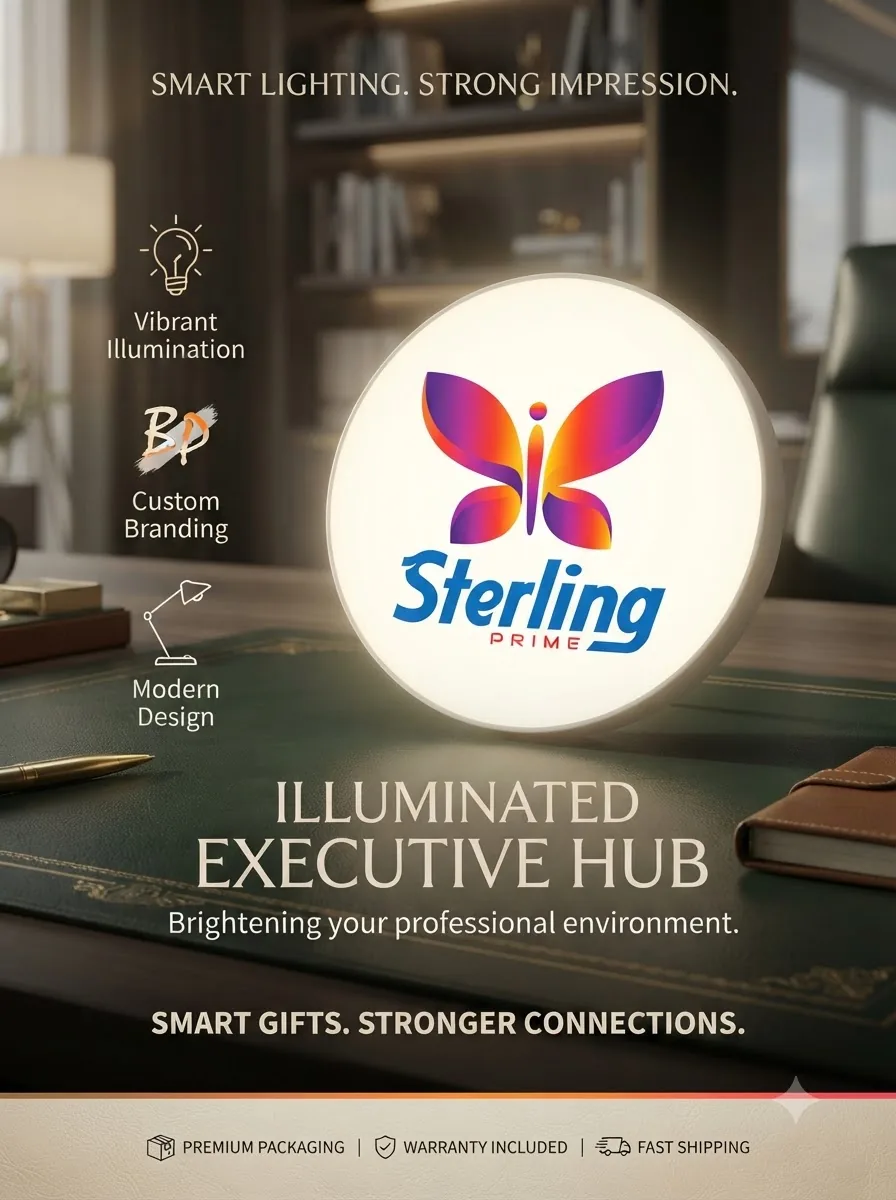 SMART LIGHTING. STRONG IMPRESSION.
Vibrant
Illumination
BP
Custom
Branding
Modern
Design
Sterling
PRIME
ILLUMINATED
EXECUTIVE HUB
Brightening your professional environment.
SMART GIFTS. STRONGER CONNECTIONS.
PREMIUM PACKAGING | WARRANTY INCLUDED | FAST SHIPPING